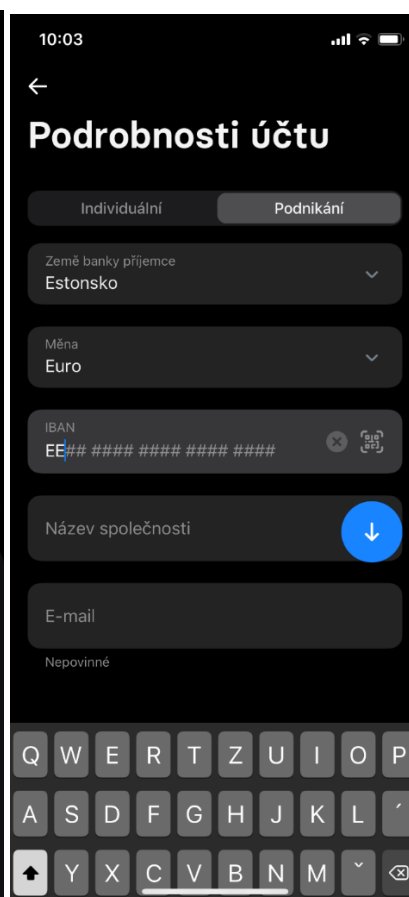 10:03
Podrobnosti účtu
Individuální Podnikání
Země banky příjemce
Estonsko
Měna
Euro
IBAN
EE## #### #### #### ####
Název společnosti
E-mail
Nepovinné
Q W E R T Z U I O P
A S D F G H J K L ´
Y X C V B N M ˇ